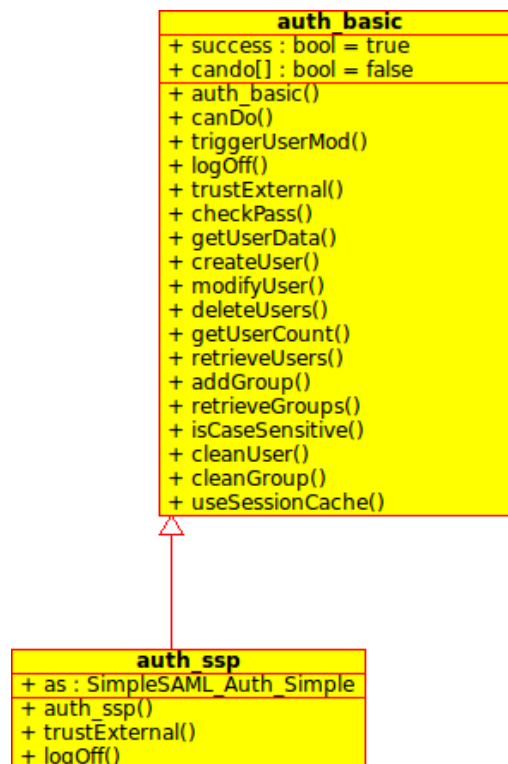 auth_basic
+ success : bool = true
+ cando[] : bool = false
+ auth_basic()
+ canDo()
+ triggerUserMod()
+ logOff()
+ trustExternal()
+ checkPass()
+ getUserData()
+ createUser()
+ modifyUser()
+ deleteUsers()
+ getUserCount()
+ retrieveUsers()
+ addGroup()
+ retrieveGroups()
+ isCaseSensitive()
+ cleanUser()
+ cleanGroup()
+ useSessionCache()
auth_ssp
+ as : SimpleSAML_Auth_Simple
+ auth_ssp()
+ trustExternal()
+ logOff()